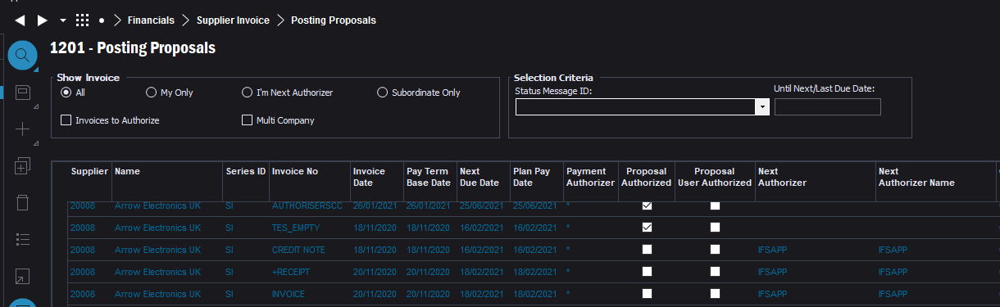 Financials Supplier Invoice Posting Proposals
1201 - Posting Proposals
Show Invoice
All My Only I'm Next Authorizer Subordinate Only
Invoices to Authorize Multi Company
Selection Criteria
Status Message ID: Until Next/Last Due Date:
Supplier Name Series ID Invoice No Invoice Date Pay Term Base Date Next Due Date Plan Pay Date Payment Authorizer Proposal Authorized Proposal User Authorized Next Authorizer Next Authorizer Name
20008 Arrow Electronics UK SI AUTHORISERSCC 26/01/2021 26/01/2021 25/06/2021 25/06/2021 *
20008 Arrow Electronics UK SI TES_EMPTY 18/11/2020 18/11/2020 16/02/2021 16/02/2021 *
20008 Arrow Electronics UK SI CREDIT NOTE 18/11/2020 18/11/2020 16/02/2021 16/02/2021 * IFSAPP IFSAPP
20008 Arrow Electronics UK SI +RECEIPT 20/11/2020 20/11/2020 18/02/2021 18/02/2021 * IFSAPP IFSAPP
20008 Arrow Electronics UK SI INVOICE 20/11/2020 20/11/2020 18/02/2021 18/02/2021 * IFSAPP IFSAPP